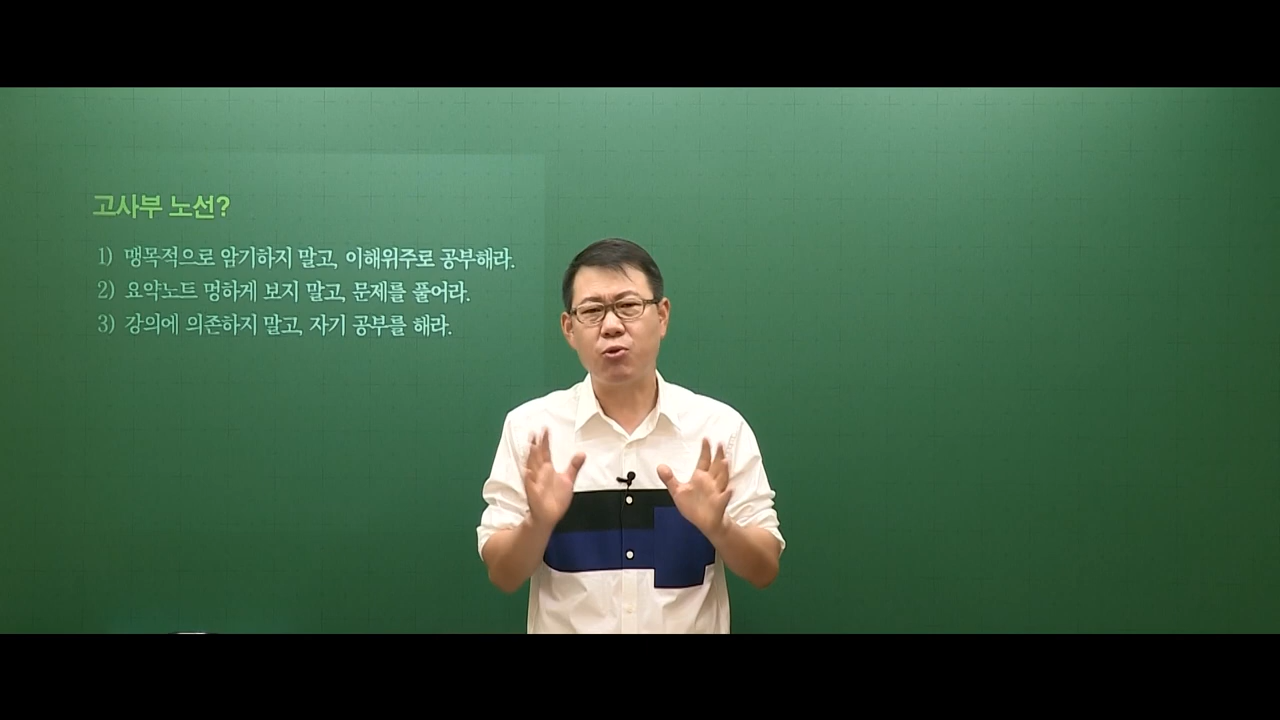 고사부 노선?
1) 맹목적으로 암기하지 말고, 이해위주로 공부해라.
2) 요약노트 멍하게 보지 말고, 문제를 풀어라.
3) 강의에 의존하지 말고, 자기 공부를 해라.